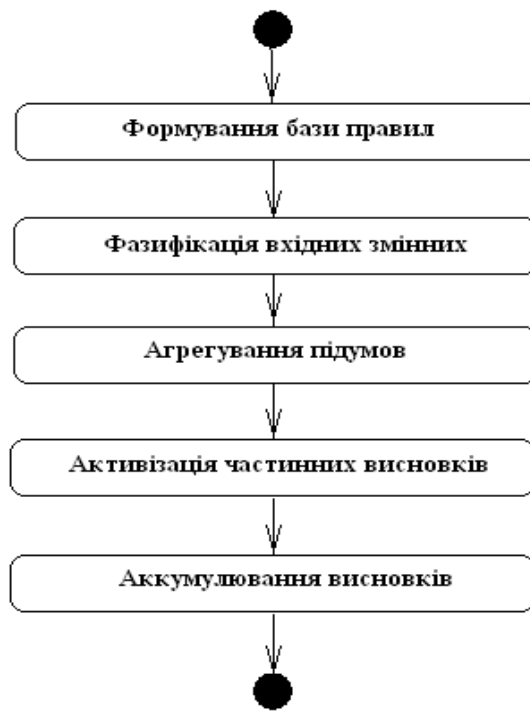 Формування бази правил
Фазифікація вхідних змінних
Агрегування підумов
Активізація частинних висновків
Аккумулювання висновків